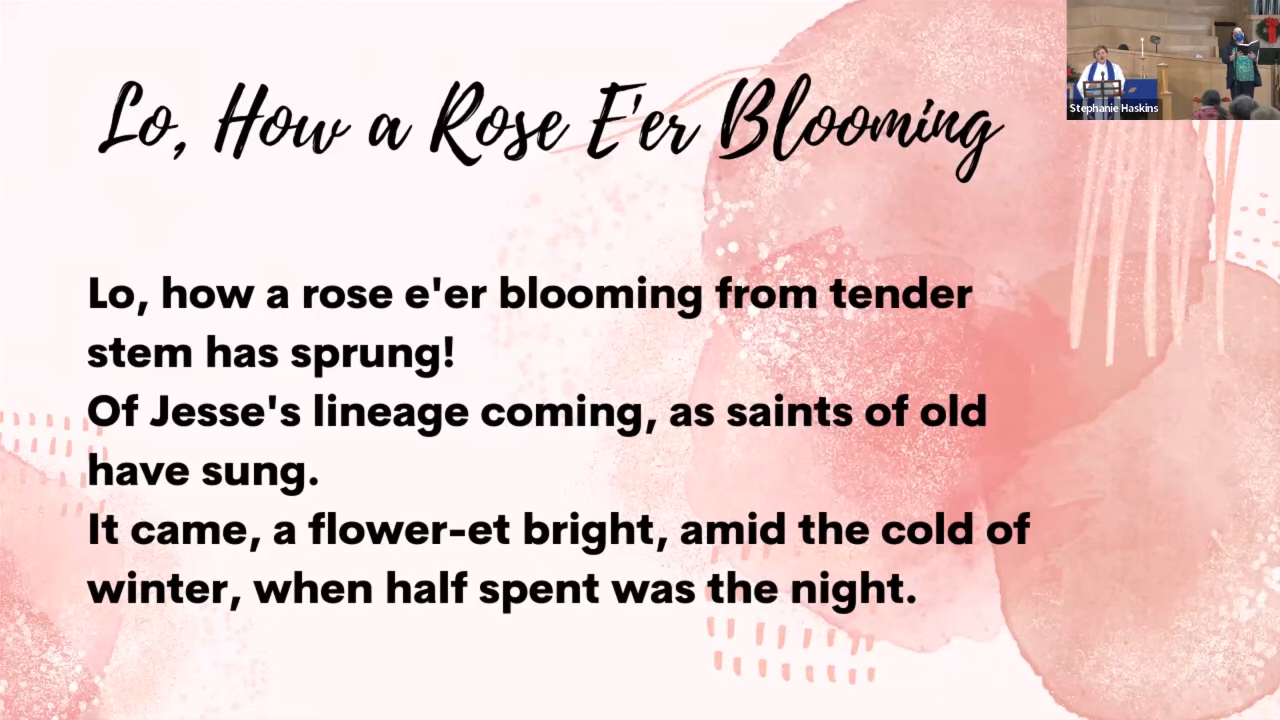 Lo, How a Rose E'er Blooming
Stephanie Haskins
Lo, how a rose e'er blooming from tender
stem has sprung!
Of Jesse's lineage coming, as saints of old
have sung.
It came, a flower-et bright, amid the cold of
winter, when half spent was the night.